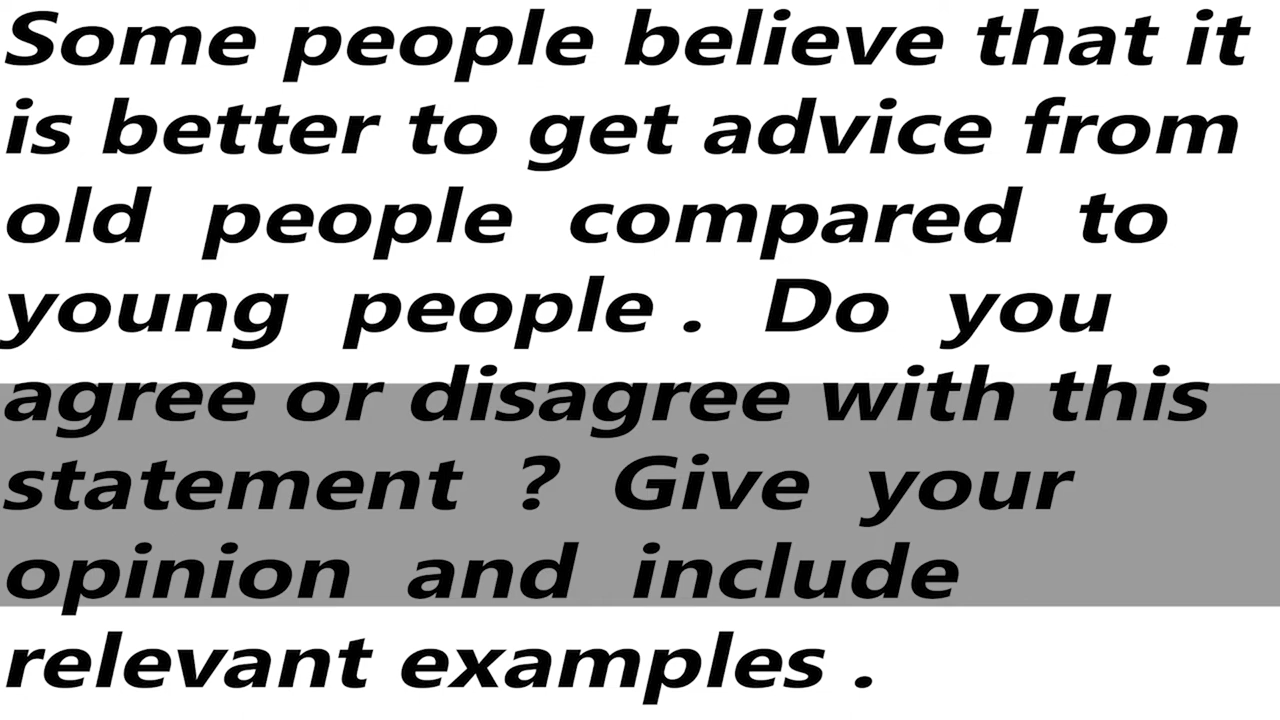 Some people believe that it
is better to get advice from
old people compared to
young people . Do you
agree or disagree with this
statement ? Give your
opinion and include
relevant examples .